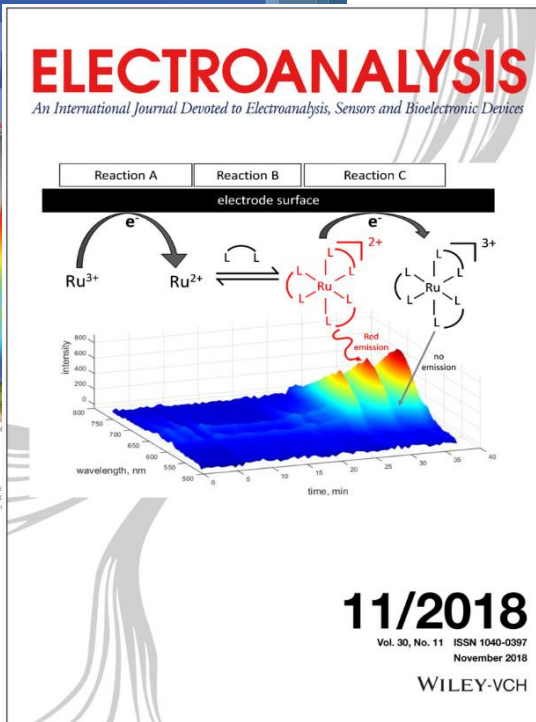 ELECTROANALYSIS
An International Journal Devoted to Electroanalysis, Sensors and Bioelectronic Devices
Reaction A Reaction B Reaction C
electrode surface
e⁻ e⁻
Ru³⁺ Ru²⁺
L L
2+
L
L L
Ru
L L
L
3+
L
L L
Ru
L L
L
Red
emission
no
emission
intensity
800
600
400
200
0
800
750
700
650
600
550
500
wavelength, nm
0 5 10 15 20 25 30 35 40
time, min
11/2018
Vol. 30, No. 11 ISSN 1040-0397
November 2018
WILEY-VCH